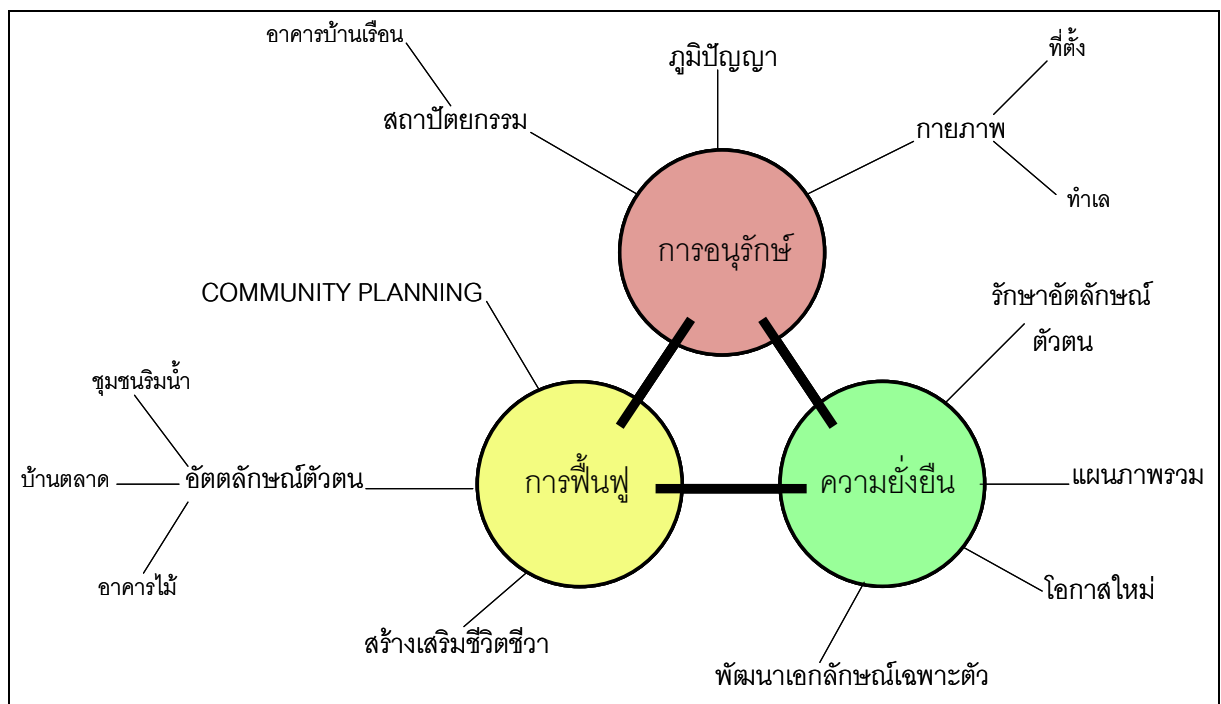 อาคารบ้านเรือน
ภูมิปัญญา
ที่ตั้ง
สถาปัตยกรรม
กายภาพ
ทำเล
การอนุรักษ์
COMMUNITY PLANNING
รักษาอัตลักษณ์
ตัวตน
ชุมชนริมน้ำ
บ้านตลาด
อัตตลักษณ์ตัวตน
การฟื้นฟู
ความยั่งยืน
แผนภาพรวม
อาคารไม้
โอกาสใหม่
สร้างเสริมชีวิตชีวา
พัฒนาเอกลักษณ์เฉพาะตัว